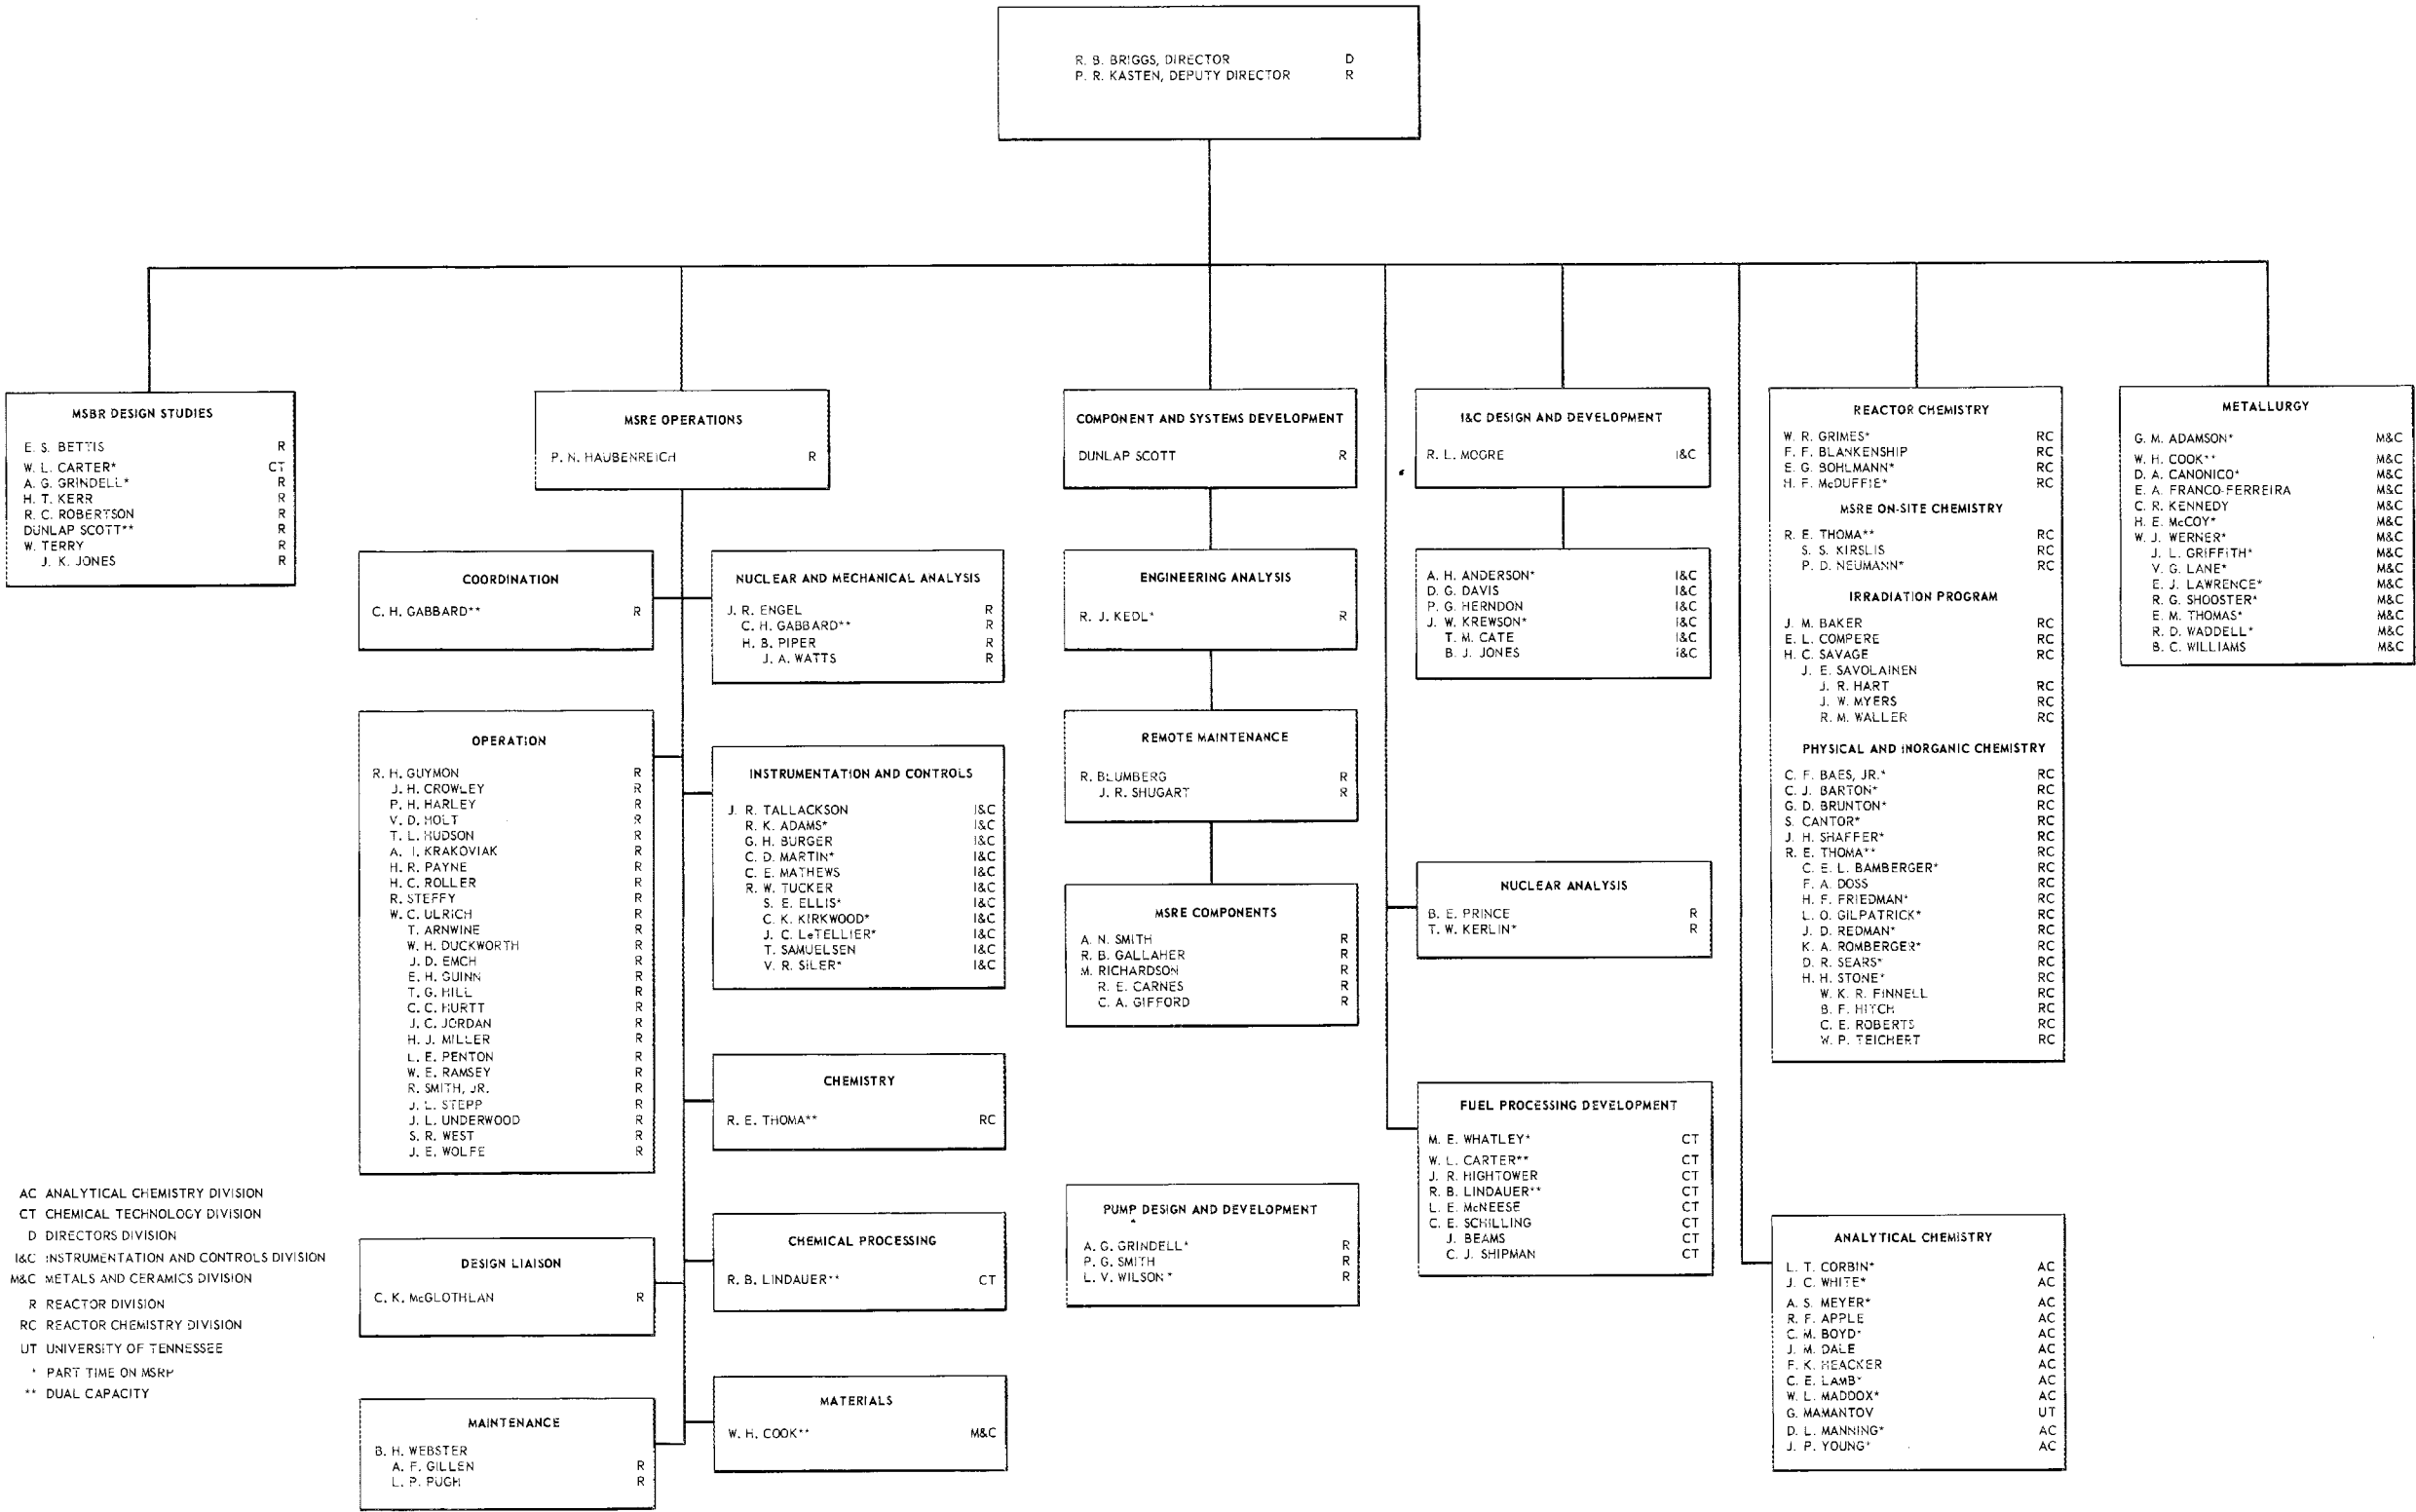 R. B. BRIGGS, DIRECTOR D
P. R. KASTEN, DEPUTY DIRECTOR R
MSBR DESIGN STUDIES
E. S. BETTIS R
W. L. CARTER* CT
A. G. GRINDELL* R
H. T. KERR R
R. C. ROBERTSON R
DUNLAP SCOTT** R
W. TERRY R
J. K. JONES R
MSRE OPERATIONS
P. N. HAUBENREICH R
COORDINATION
C. H. GABBARD** R
NUCLEAR AND MECHANICAL ANALYSIS
J. R. ENGEL R
C. H. GABBARD** R
H. B. PIPER R
J. A. WATTS R
OPERATION
R. H. GUYMON R
J. H. CROWLEY R
P. H. HARLEY R
V. D. HOLT R
T. L. HUDSON R
A. I. KRAKOVIAK R
H. R. PAYNE R
H. C. ROLLER R
R. STEFFY R
W. C. ULRICH R
T. ARNWINE R
W. H. DUCKWORTH R
J. D. EMCH R
E. H. GUINN R
T. G. HILL R
C. C. HURTT R
J. C. JORDAN R
H. J. MILLER R
L. E. PENTON R
W. E. RAMSEY R
R. SMITH, JR. R
J. L. STEPP R
J. L. UNDERWOOD R
S. R. WEST R
J. E. WOLFE R
INSTRUMENTATION AND CONTROLS
J. R. TALLACKSON I&C
R. K. ADAMS* I&C
G. H. BURGER I&C
C. D. MARTIN* I&C
C. E. MATHEWS I&C
R. W. TUCKER I&C
S. E. ELLIS* I&C
C. K. KIRKWOOD* I&C
J. C. LeTELLIER* I&C
T. SAMUELSEN I&C
V. R. SILER* I&C
CHEMISTRY
R. E. THOMA** RC
DESIGN LIAISON
C. K. McGLOTHLAN R
CHEMICAL PROCESSING
R. B. LINDAUER** CT
MAINTENANCE
B. H. WEBSTER
A. F. GILLEN R
L. P. PUGH R
MATERIALS
W. H. COOK** M&C
COMPONENT AND SYSTEMS DEVELOPMENT
DUNLAP SCOTT R
ENGINEERING ANALYSIS
R. J. KEDL* R
REMOTE MAINTENANCE
R. BLUMBERG R
J. R. SHUGART R
MSRE COMPONENTS
A. N. SMITH R
R. B. GALLAHER R
M. RICHARDSON R
R. E. CARNES R
C. A. GIFFORD R
PUMP DESIGN AND DEVELOPMENT
A. G. GRINDELL* R
P. G. SMITH R
L. V. WILSON* R
I&C DESIGN AND DEVELOPMENT
R. L. MOORE I&C
A. H. ANDERSON* I&C
D. G. DAVIS I&C
P. G. HERNDON I&C
J. W. KREWSON* I&C
T. M. CATE I&C
B. J. JONES I&C
NUCLEAR ANALYSIS
B. E. PRINCE R
T. W. KERLIN* R
FUEL PROCESSING DEVELOPMENT
M. E. WHATLEY* CT
W. L. CARTER** CT
J. R. HIGHTOWER CT
R. B. LINDAUER** CT
L. E. McNEESE CT
C. E. SCHILLING CT
J. BEAMS CT
C. J. SHIPMAN CT
REACTOR CHEMISTRY
W. R. GRIMES* RC
F. F. BLANKENSHIP RC
E. G. BOHLMANN* RC
H. F. McDUFFIE* RC
MSRE ON-SITE CHEMISTRY
R. E. THOMA** RC
S. S. KIRSLIS RC
P. D. NEUMANN* RC
IRRADIATION PROGRAM
J. M. BAKER RC
E. L. COMPERE RC
H. C. SAVAGE RC
J. E. SAVOLAINEN
J. R. HART RC
J. W. MYERS RC
R. M. WALLER RC
PHYSICAL AND INORGANIC CHEMISTRY
C. F. BAES, JR.* RC
C. J. BARTON* RC
G. D. BRUNTON* RC
S. CANTOR* RC
J. H. SHAFFER* RC
R. E. THOMA** RC
C. E. L. BAMBERGER* RC
F. A. DOSS RC
H. F. FRIEDMAN* RC
L. O. GILPATRICK* RC
J. D. REDMAN* RC
K. A. ROMBERGER* RC
D. R. SEARS* RC
H. H. STONE* RC
W. K. R. FINNELL RC
B. F. HITCH RC
C. E. ROBERTS RC
W. P. TEICHERT RC
ANALYTICAL CHEMISTRY
L. T. CORBIN* AC
J. C. WHITE* AC
A. S. MEYER* AC
R. F. APPLE AC
C. M. BOYD* AC
J. M. DALE AC
F. K. HEACKER AC
C. E. LAMB* AC
W. L. MADDOX* AC
G. MAMANTOV UT
D. L. MANNING* AC
J. P. YOUNG* AC
METALLURGY
G. M. ADAMSON* M&C
W. H. COOK** M&C
D. A. CANONICO* M&C
E. A. FRANCO-FERREIRA M&C
C. R. KENNEDY M&C
H. E. McCOY* M&C
W. J. WERNER* M&C
J. L. GRIFFITH* M&C
V. G. LANE* M&C
E. J. LAWRENCE* M&C
R. G. SHOOSTER* M&C
E. M. THOMAS* M&C
R. D. WADDELL* M&C
B. C. WILLIAMS M&C
AC ANALYTICAL CHEMISTRY DIVISION
CT CHEMICAL TECHNOLOGY DIVISION
D DIRECTORS DIVISION
I&C INSTRUMENTATION AND CONTROLS DIVISION
M&C METALS AND CERAMICS DIVISION
R REACTOR DIVISION
RC REACTOR CHEMISTRY DIVISION
UT UNIVERSITY OF TENNESSEE
* PART TIME ON MSRP
** DUAL CAPACITY